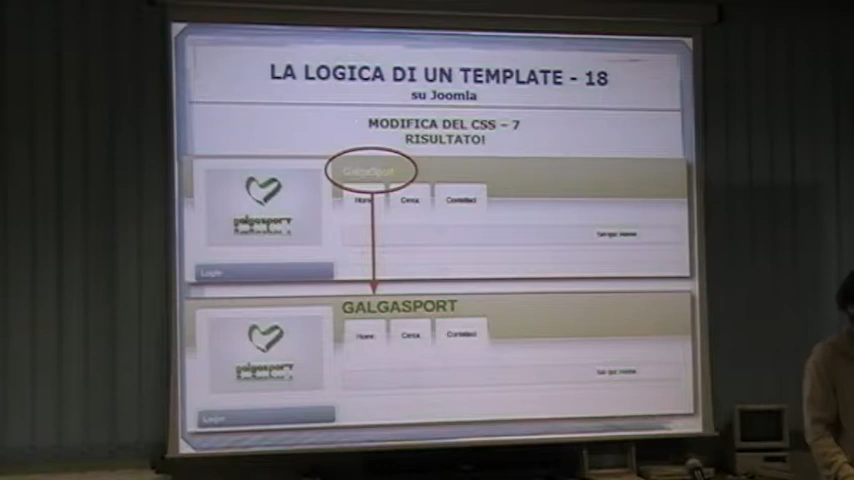 LA LOGICA DI UN TEMPLATE - 18
su Joomla
MODIFICA DEL CSS – 7
RISULTATO!
GalgaSport
galgasport
Home Cerca Contattaci
Login
GALGASPORT
galgasport
Home Cerca Contattaci
Login